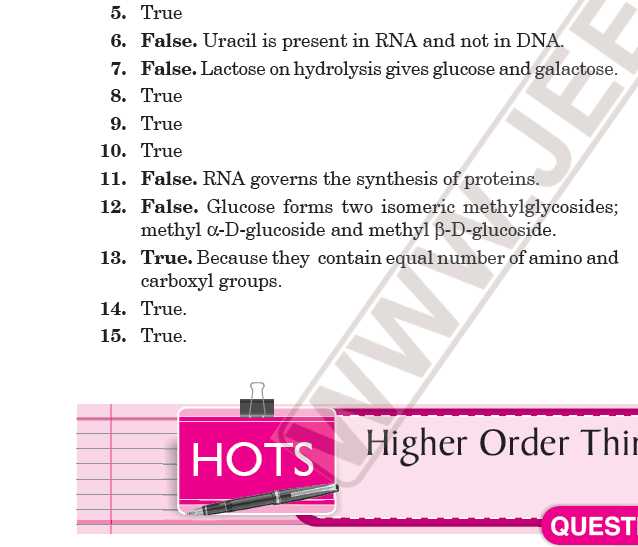 5. True
6. False. Uracil is present in RNA and not in DNA.
7. False. Lactose on hydrolysis gives glucose and galactose.
8. True
9. True
10. True
11. False. RNA governs the synthesis of proteins.
12. False. Glucose forms two isomeric methylglycosides;
methyl α-D-glucoside and methyl β-D-glucoside.
13. True. Because they contain equal number of amino and
carboxyl groups.
14. True.
15. True.
WWW.JEE
HOTS
Higher Order Thin
QUESTI